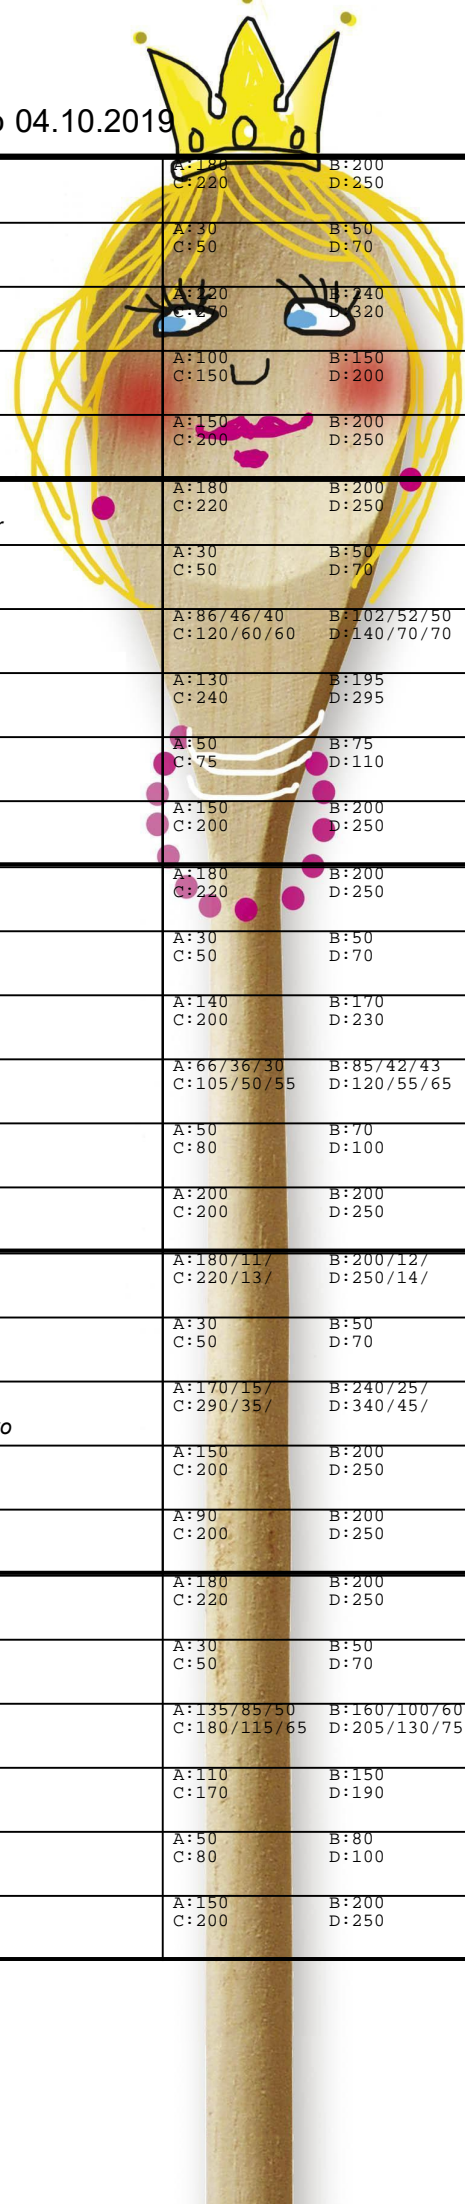 o 04.10.2019
A:180 B:200
C:220 D:250
A:30 B:50
C:50 D:70
A:220 B:240
C:270 D:320
A:100 B:150
C:150 D:200
A:150 B:200
C:200 D:250
A:180 B:200
C:220 D:250
r
A:30 B:50
C:50 D:70
A:86/46/40 B:102/52/50
C:120/60/60 D:140/70/70
A:130 B:195
C:240 D:295
A:50 B:75
C:75 D:110
A:150 B:200
C:200 D:250
A:180 B:200
C:220 D:250
A:30 B:50
C:50 D:70
A:140 B:170
C:200 D:230
A:66/36/30 B:85/42/43
C:105/50/55 D:120/55/65
A:50 B:70
C:80 D:100
A:200 B:200
C:200 D:250
A:180/11/ B:200/12/
C:220/13/ D:250/14/
A:30 B:50
C:50 D:70
A:170/15/ B:240/25/
C:290/35/ D:340/45/
o
A:150 B:200
C:200 D:250
A:90 B:200
C:200 D:250
A:180 B:200
C:220 D:250
A:30 B:50
C:50 D:70
A:135/85/50 B:160/100/60
C:180/115/65 D:205/130/75
A:110 B:150
C:170 D:190
A:50 B:80
C:80 D:100
A:150 B:200
C:200 D:250